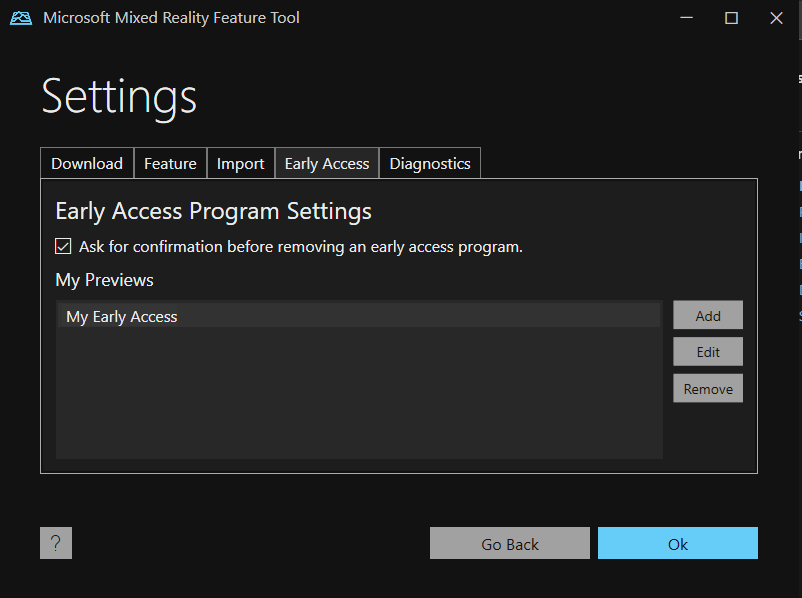 Microsoft Mixed Reality Feature Tool
Settings
Download Feature Import Early Access Diagnostics
Early Access Program Settings
Ask for confirmation before removing an early access program.
My Previews
My Early Access
Add
Edit
Remove
?
Go Back
Ok